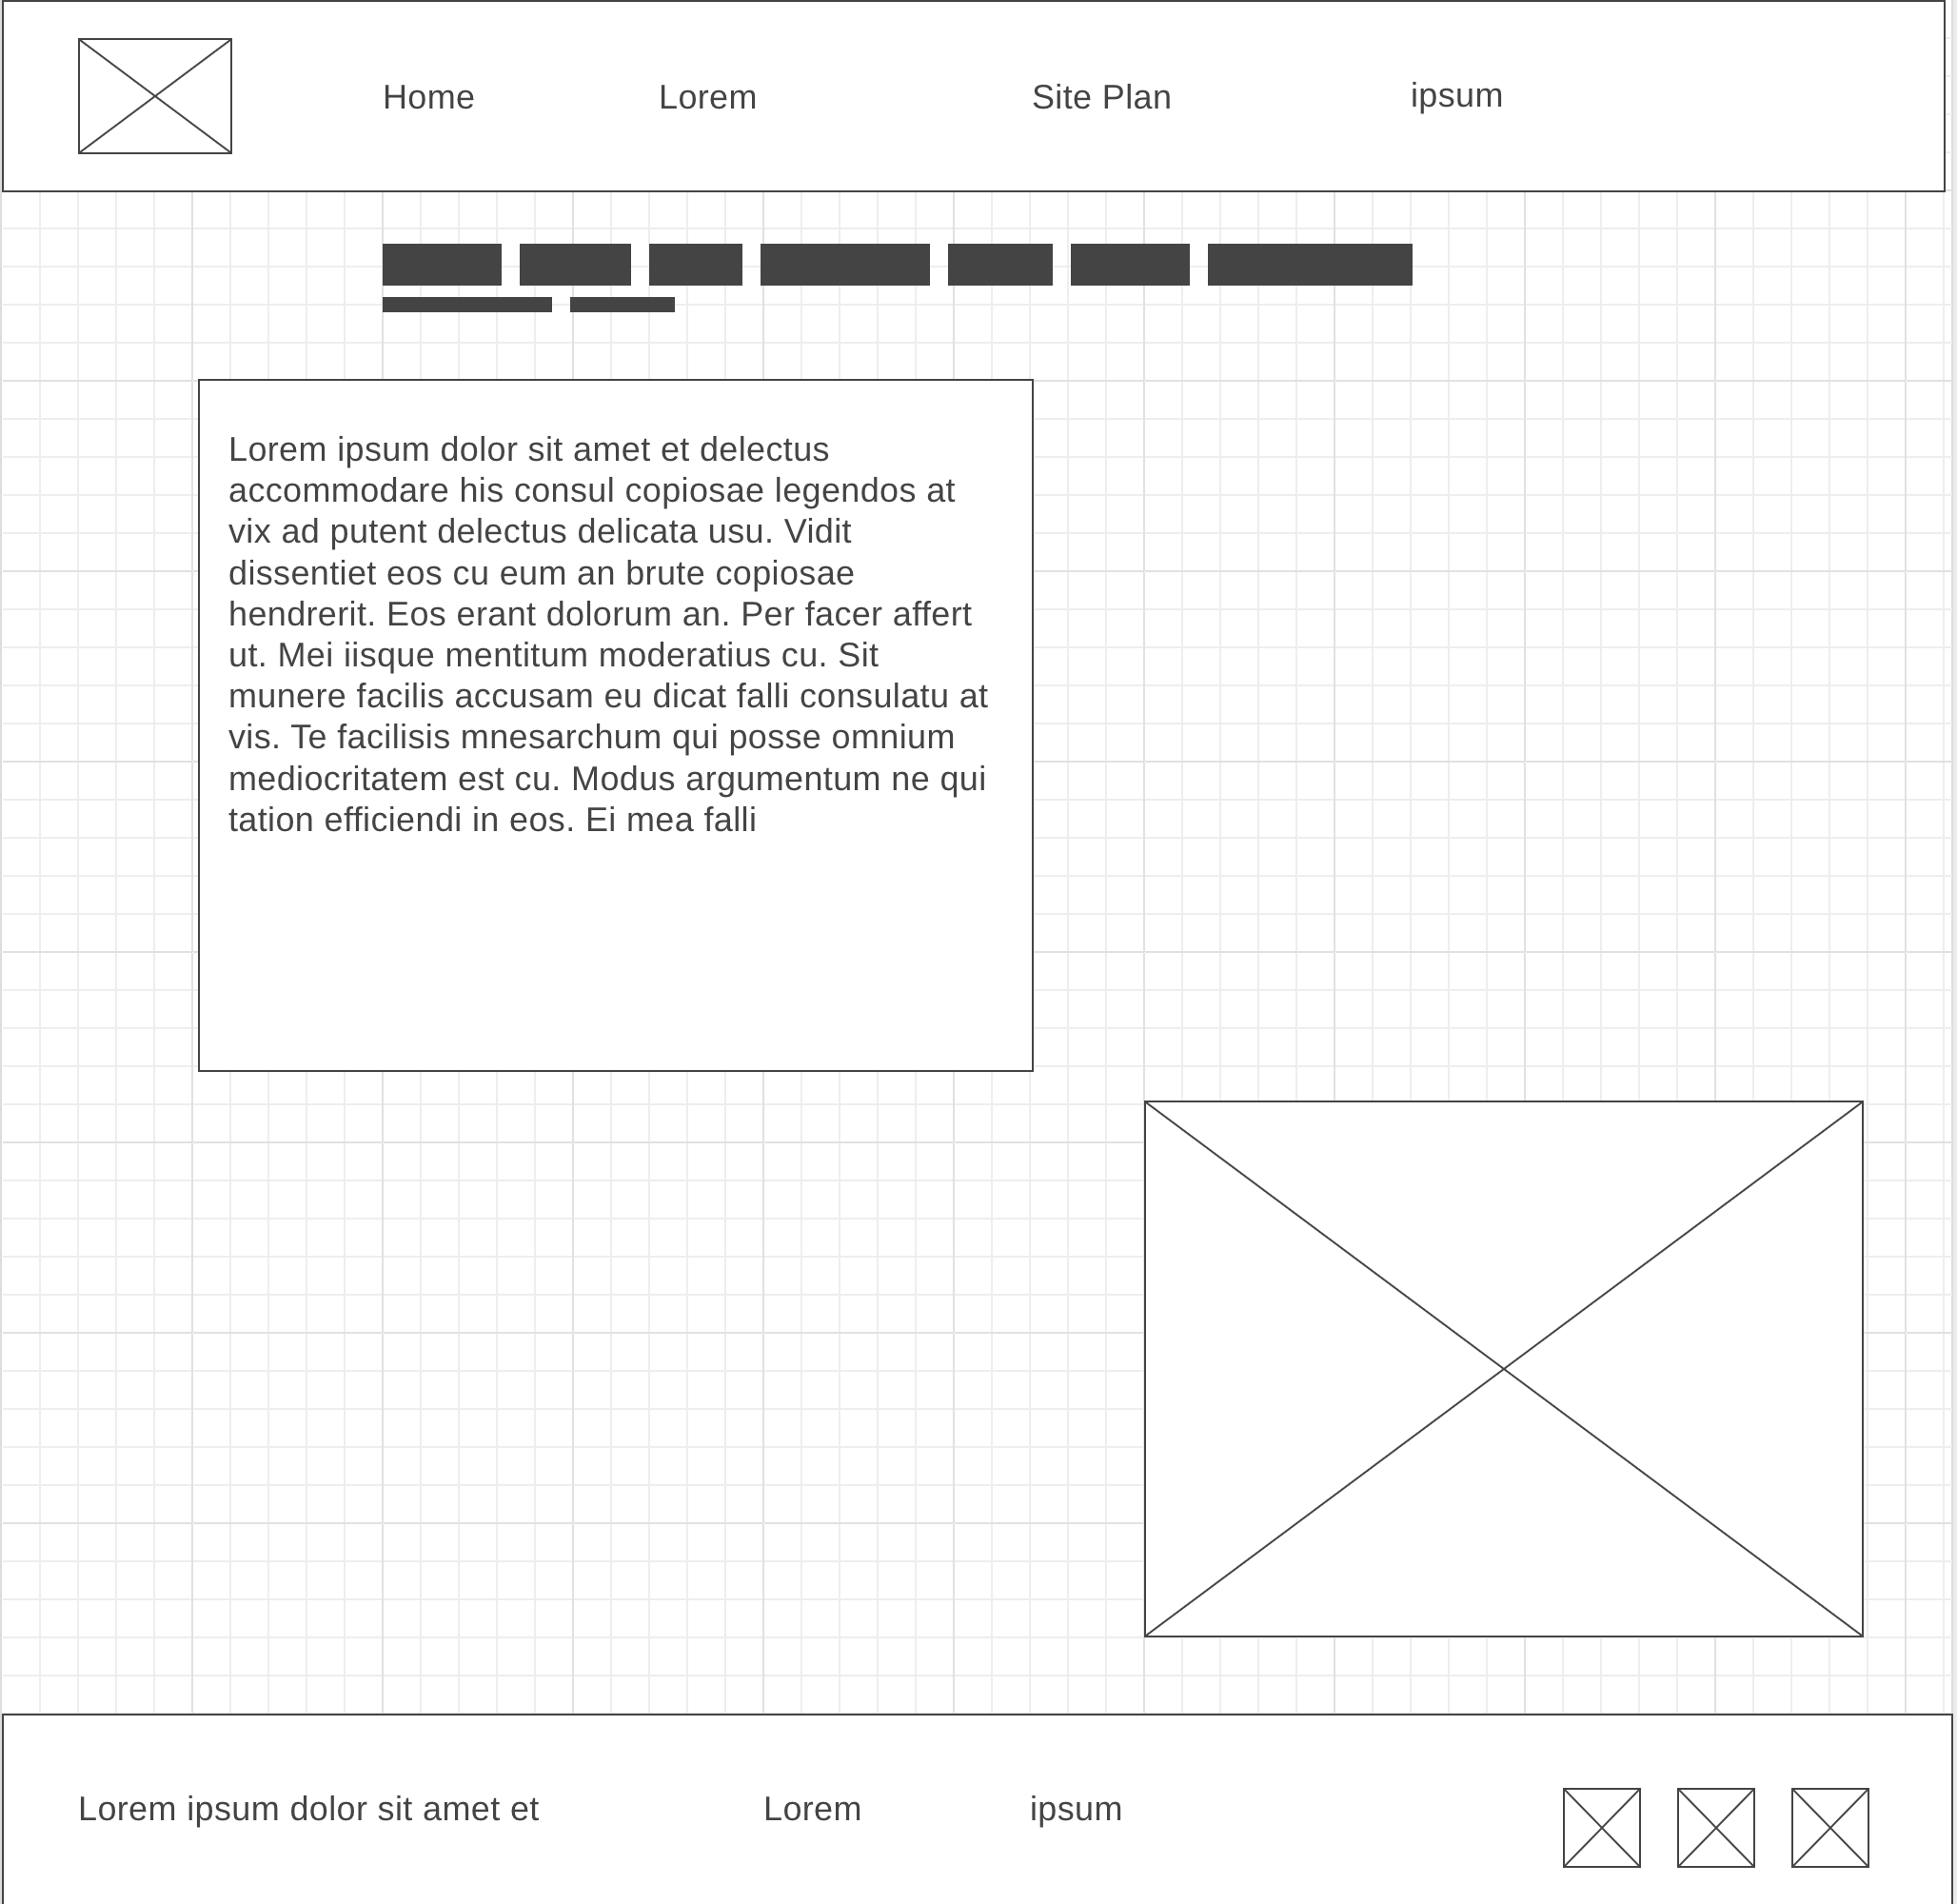 Home Lorem Site Plan ipsum
Lorem ipsum dolor sit amet et delectus
accommodare his consul copiosae legendos at
vix ad putent delectus delicata usu. Vidit
dissentiet eos cu eum an brute copiosae
hendrerit. Eos erant dolorum an. Per facer affert
ut. Mei iisque mentitum moderatius cu. Sit
munere facilis accusam eu dicat falli consulatu at
vis. Te facilisis mnesarchum qui posse omnium
mediocritatem est cu. Modus argumentum ne qui
tation efficiendi in eos. Ei mea falli
Lorem ipsum dolor sit amet et Lorem ipsum